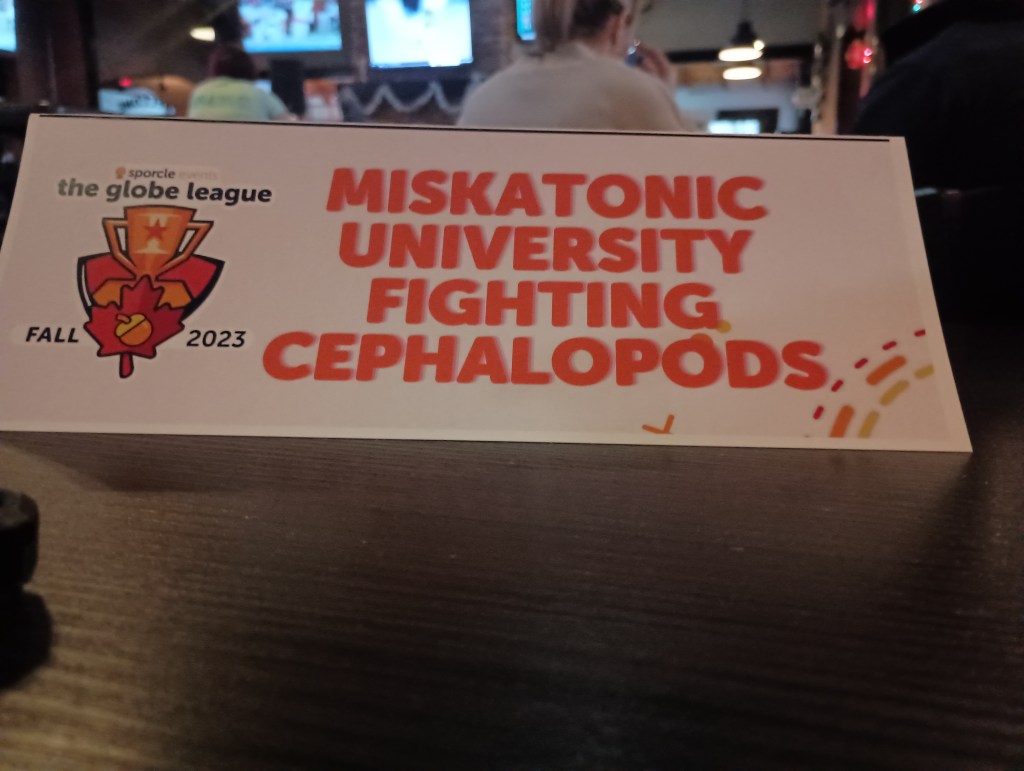 sporcle events
the globe league
FALL 2023
MISKATONIC
UNIVERSITY
FIGHTING
CEPHALOPODS